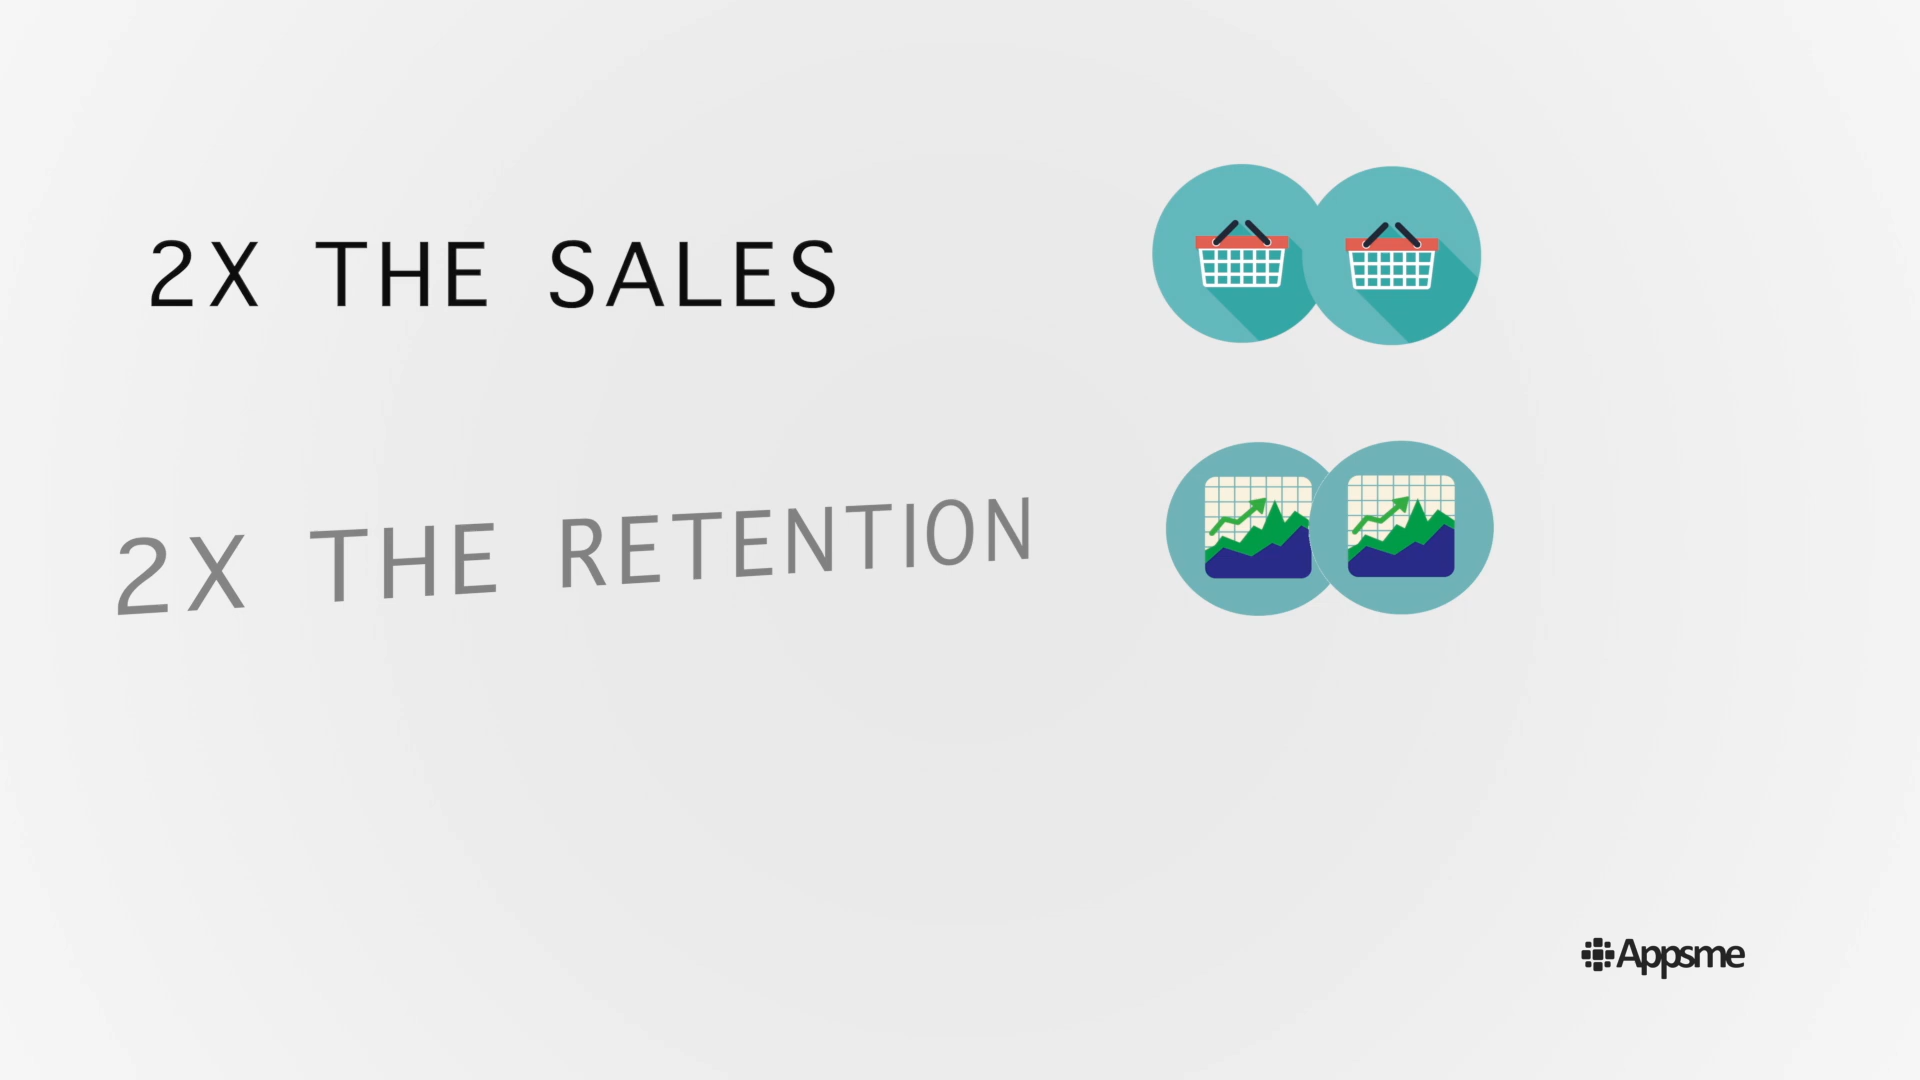 2X THE SALES
2X THE RETENTION
Appsme